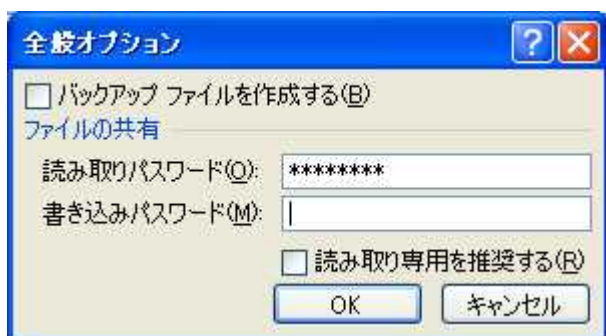 全般オプション
バックアップ ファイルを作成する(B)
ファイルの共有
読み取りパスワード(O): ********
書き込みパスワード(M):
読み取り専用を推奨する(R)
OK キャンセル